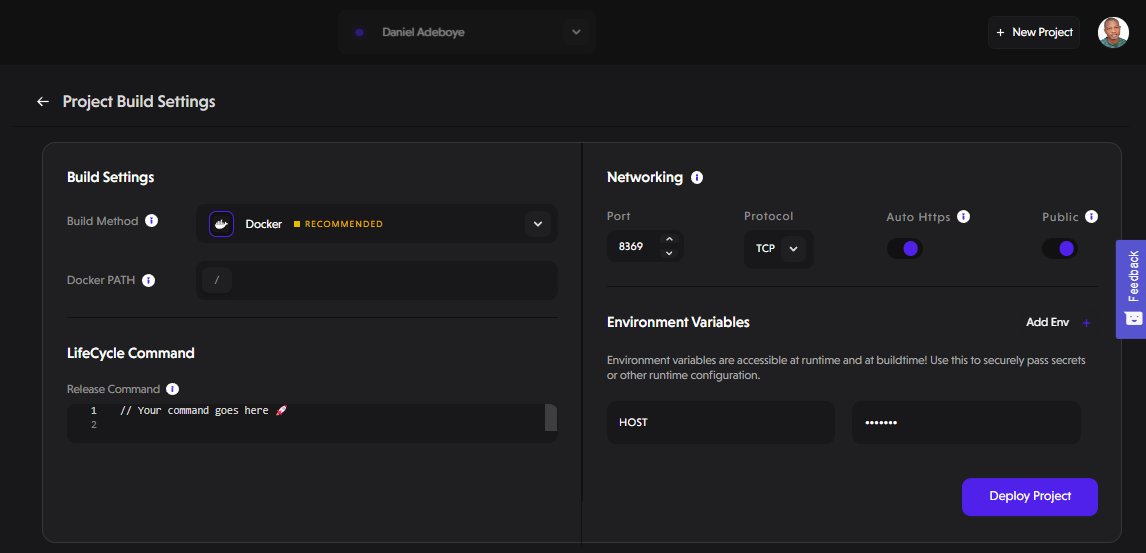 Daniel Adeboye
+ New Project
← Project Build Settings
Build Settings
Build Method
Docker
RECOMMENDED
Docker PATH
/
LifeCycle Command
Release Command
1 // Your command goes here 🚀
2
Networking
Port
Protocol
Auto Https
Public
8369
TCP
Environment Variables
Add Env +
Environment variables are accessible at runtime and at buildtime! Use this to securely pass secrets
or other runtime configuration.
HOST
•••••••
Deploy Project
Feedback